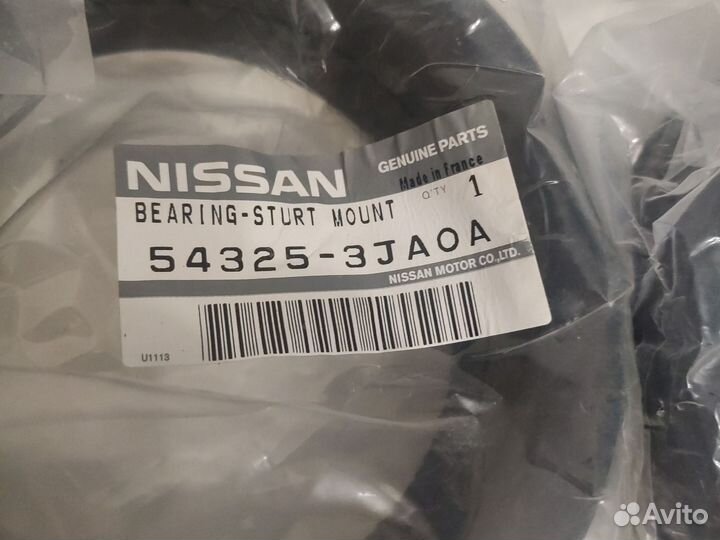 NISSAN
GENUINE PARTS
Made in France
Q'TY 1
BEARING-STURT MOUNT
54325-3JA0A
NISSAN MOTOR CO.,LTD.
U1113
Avito